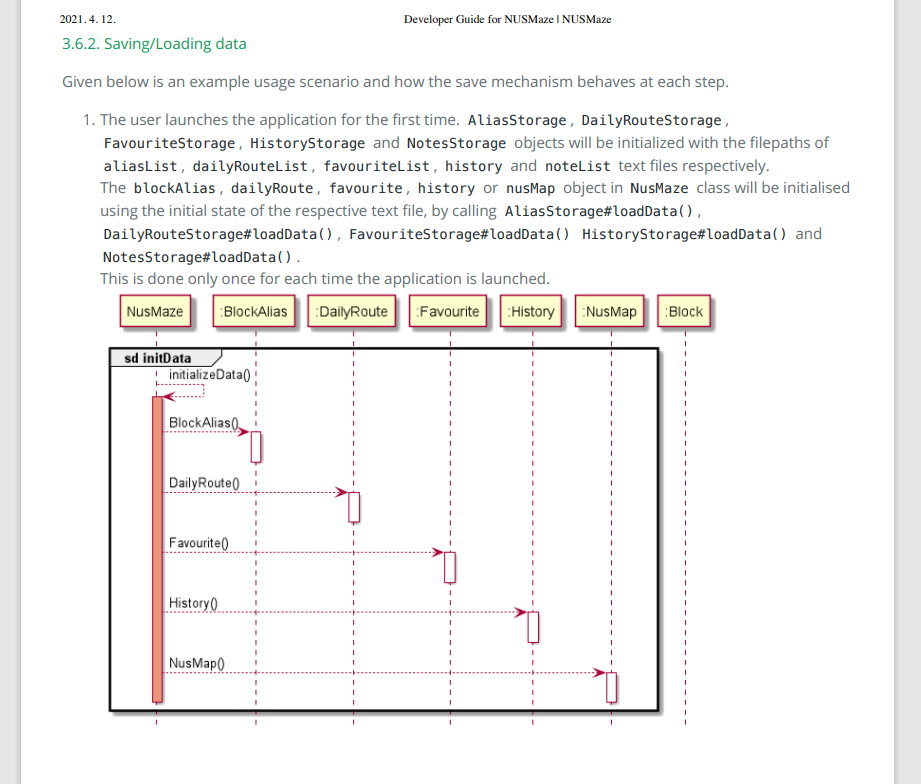 2021. 4. 12.
Developer Guide for NUSMaze | NUSMaze
3.6.2. Saving/Loading data
Given below is an example usage scenario and how the save mechanism behaves at each step.
1. The user launches the application for the first time. AliasStorage, DailyRouteStorage,
FavouriteStorage, HistoryStorage and NotesStorage objects will be initialized with the filepaths of
aliasList, dailyRouteList, favouriteList, history and noteList text files respectively.
The blockAlias, dailyRoute, favourite, history or nusMap object in NusMaze class will be initialised
using the initial state of the respective text file, by calling AliasStorage#loadData(),
DailyRouteStorage#loadData(), FavouriteStorage#loadData() HistoryStorage#loadData() and
NotesStorage#loadData().
This is done only once for each time the application is launched.
NusMaze :BlockAlias :DailyRoute :Favourite :History :NusMap :Block
sd initData
initializeData()
BlockAlias()
DailyRoute()
Favourite()
History()
NusMap()